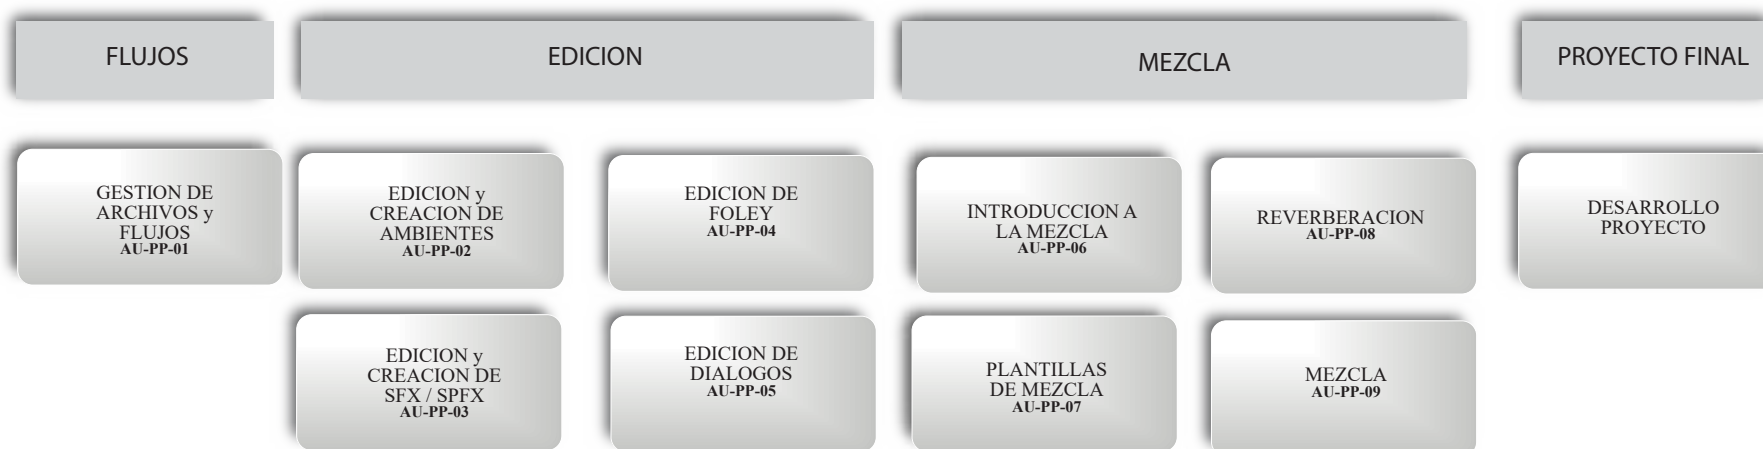 FLUJOS
EDICION
MEZCLA
PROYECTO FINAL
GESTION DE
ARCHIVOS y
FLUJOS
AU-PP-01
EDICION y
CREACION DE
AMBIENTES
AU-PP-02
EDICION DE
FOLEY
AU-PP-04
INTRODUCCION A
LA MEZCLA
AU-PP-06
REVERBERACION
AU-PP-08
DESARROLLO
PROYECTO
EDICION y
CREACION DE
SFX / SPFX
AU-PP-03
EDICION DE
DIALOGOS
AU-PP-05
PLANTILLAS
DE MEZCLA
AU-PP-07
MEZCLA
AU-PP-09